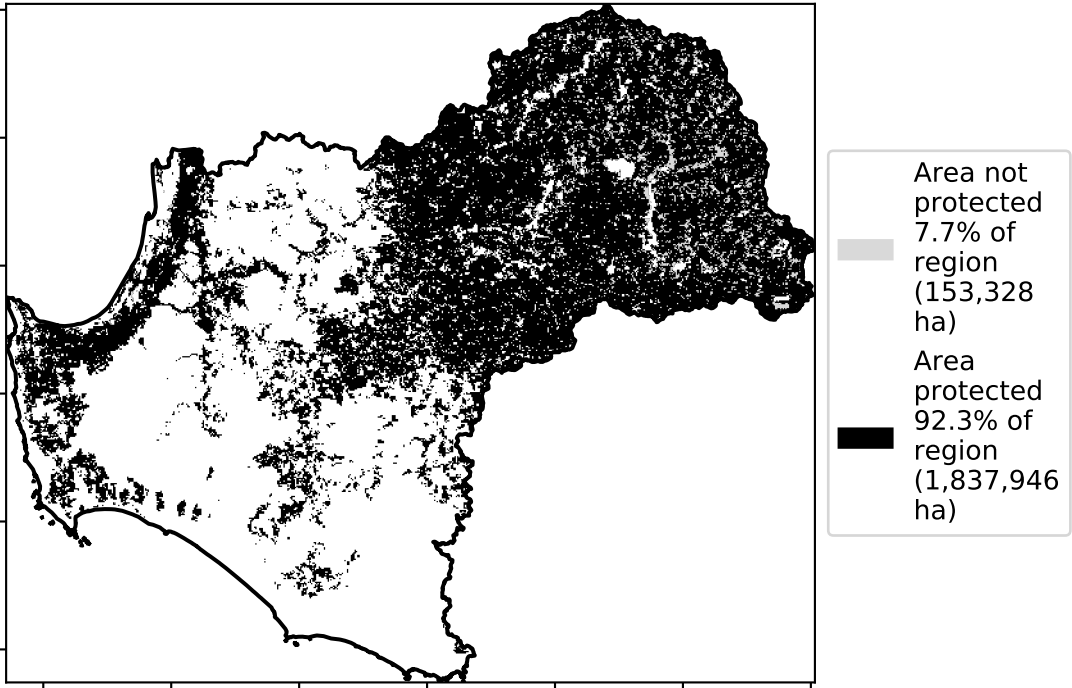 Area not
protected
7.7% of
region
(153,328
ha)
Area
protected
92.3% of
region
(1,837,946
ha)